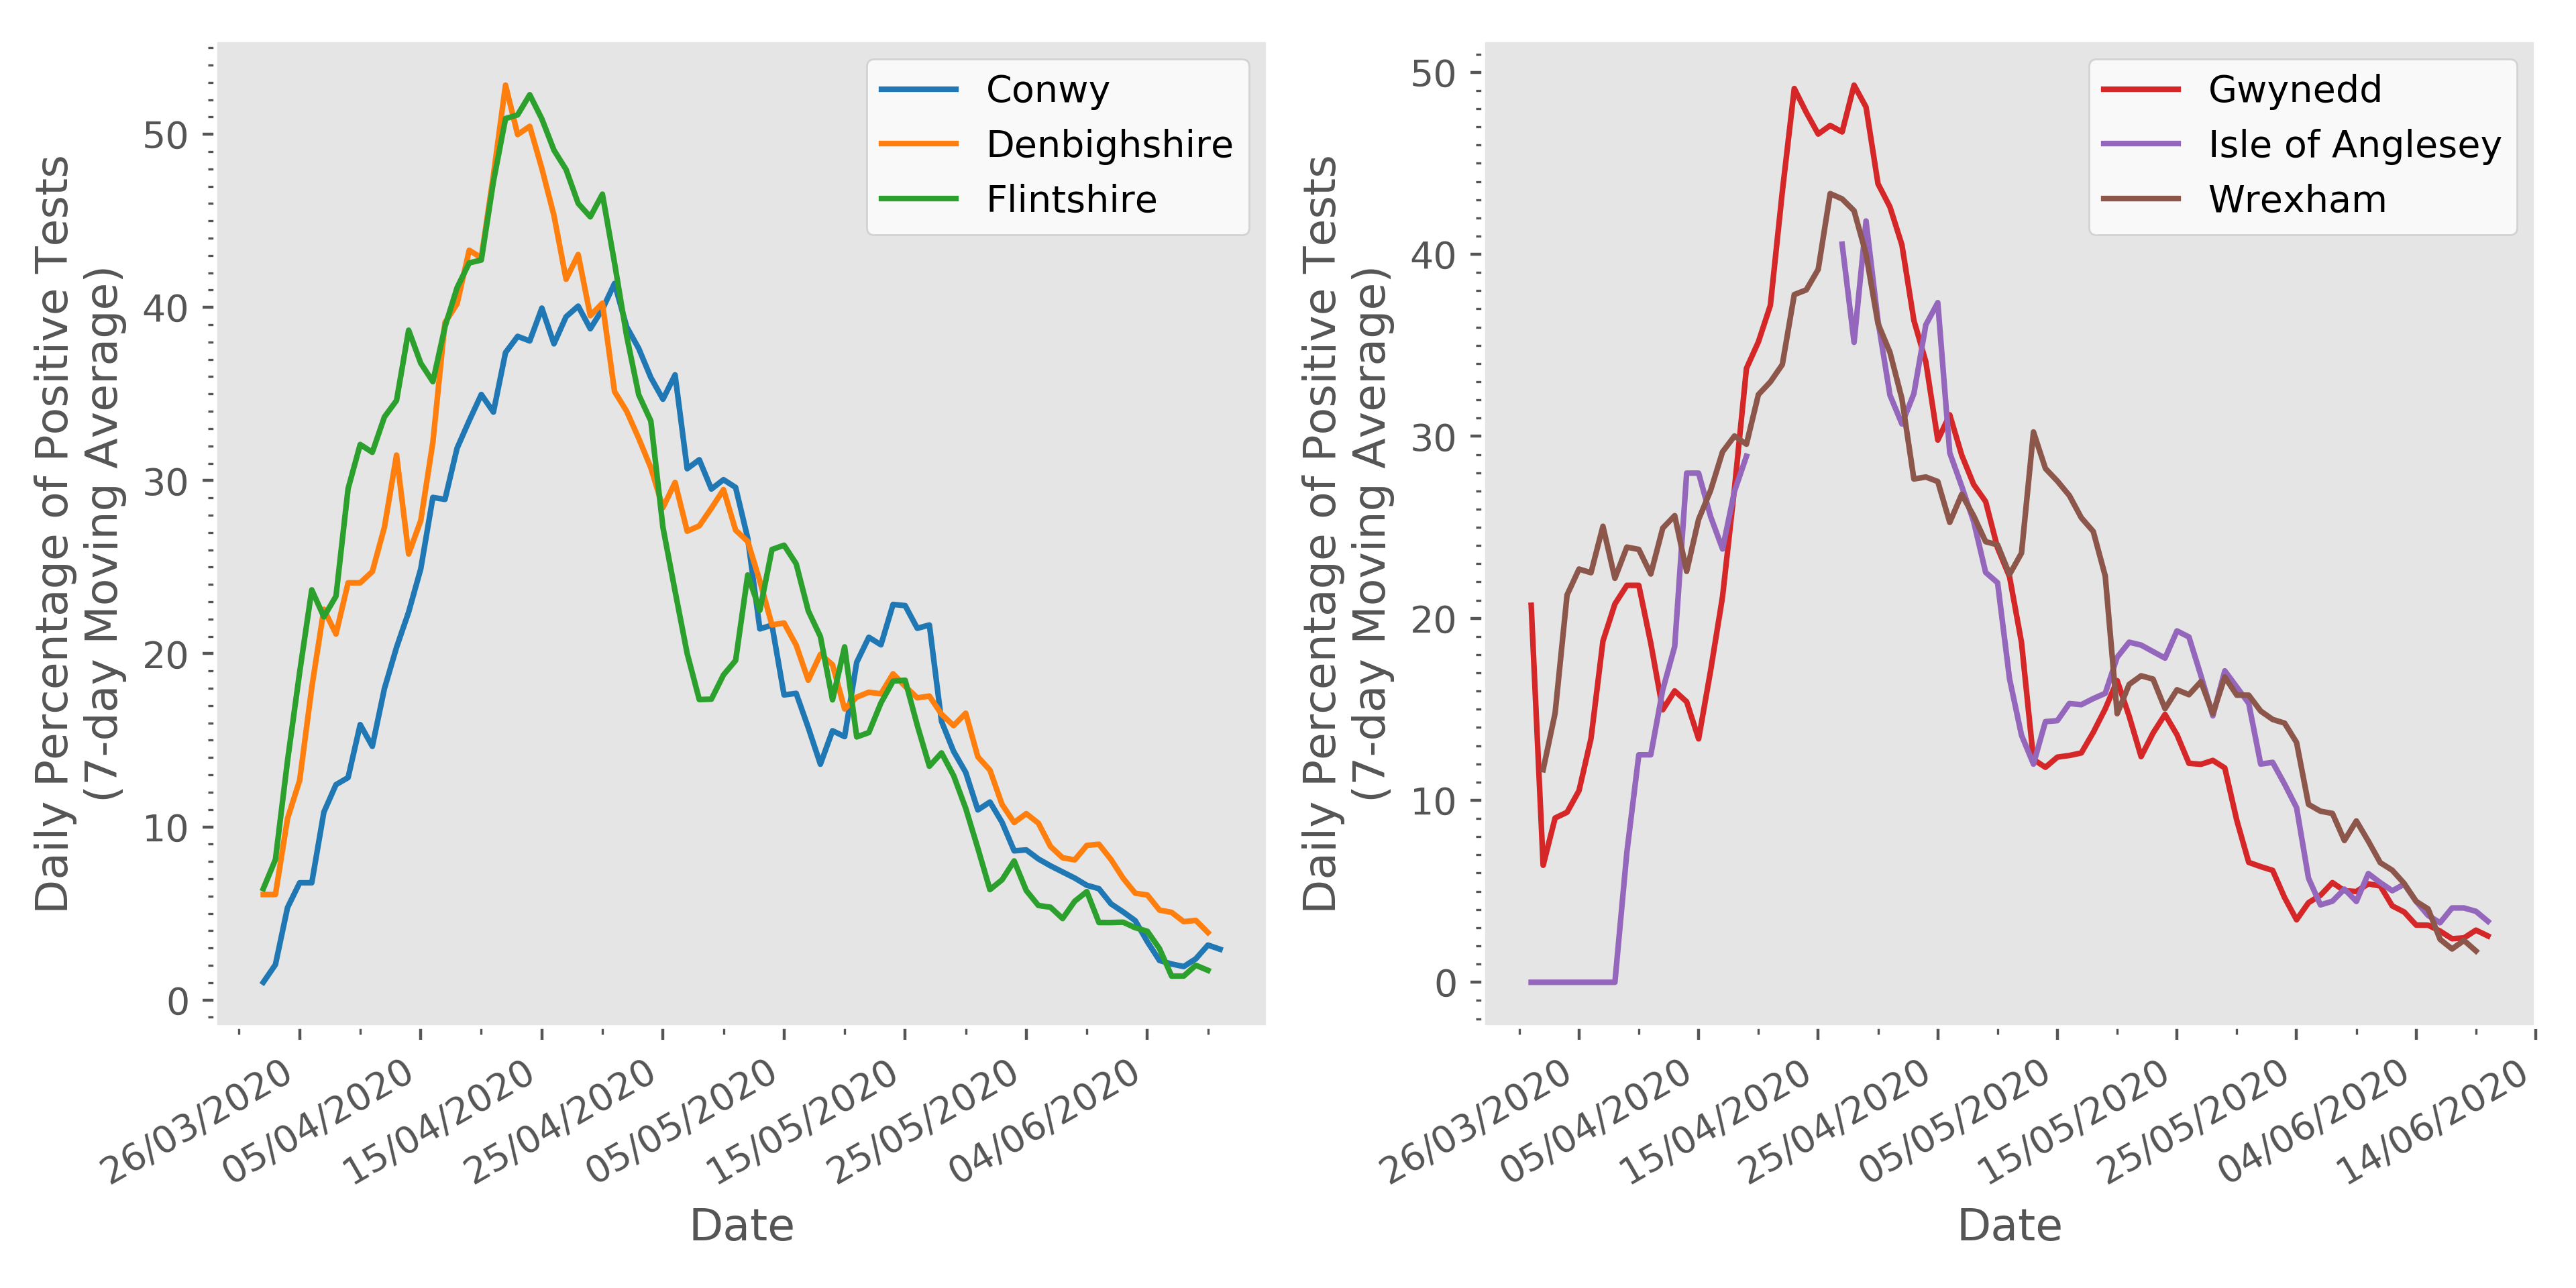 Daily Percentage of Positive Tests
(7-day Moving Average)
50
40
30
20
10
0
Conwy
Denbighshire
Flintshire
26/03/2020
05/04/2020
15/04/2020
25/04/2020
05/05/2020
15/05/2020
25/05/2020
04/06/2020
Date
Daily Percentage of Positive Tests
(7-day Moving Average)
50
40
30
20
10
0
Gwynedd
Isle of Anglesey
Wrexham
26/03/2020
05/04/2020
15/04/2020
25/04/2020
05/05/2020
15/05/2020
25/05/2020
04/06/2020
14/06/2020
Date